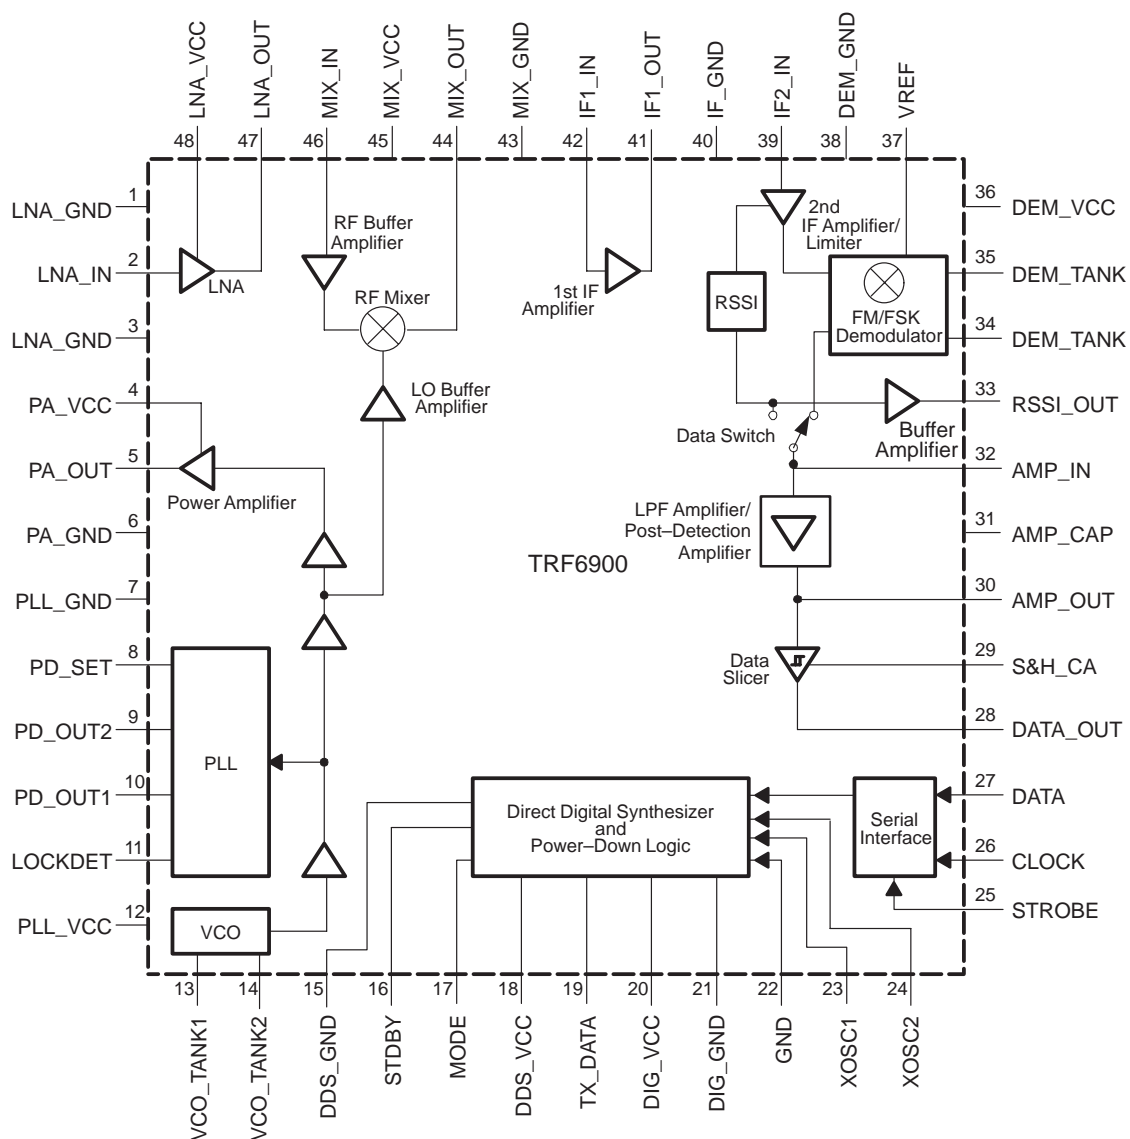 LNA_VCC
LNA_OUT
MIX_IN
MIX_VCC
MIX_OUT
MIX_GND
IF1_IN
IF1_OUT
IF_GND
IF2_IN
DEM_GND
VREF
48
47
46
45
44
43
42
41
40
39
38
37
1
LNA_GND
2
LNA_IN
3
LNA_GND
4
PA_VCC
5
PA_OUT
6
PA_GND
7
PLL_GND
8
PD_SET
9
PD_OUT2
10
PD_OUT1
11
LOCKDET
12
PLL_VCC
RF Buffer
Amplifier
LNA
RF Mixer
LO Buffer
Amplifier
Power Amplifier
1st IF
Amplifier
2nd
IF Amplifier/
Limiter
RSSI
FM/FSK
Demodulator
Data Switch
Buffer
Amplifier
LPF Amplifier/
Post–Detection
Amplifier
TRF6900
Data
Slicer
PLL
VCO
Direct Digital Synthesizer
and
Power–Down Logic
Serial
Interface
36
DEM_VCC
35
DEM_TANK
34
DEM_TANK
33
RSSI_OUT
32
AMP_IN
31
AMP_CAP
30
AMP_OUT
29
S&H_CA
28
DATA_OUT
27
DATA
26
CLOCK
25
STROBE
13
14
15
16
17
18
19
20
21
22
23
24
VCO_TANK1
VCO_TANK2
DDS_GND
STDBY
MODE
DDS_VCC
TX_DATA
DIG_VCC
DIG_GND
GND
XOSC1
XOSC2